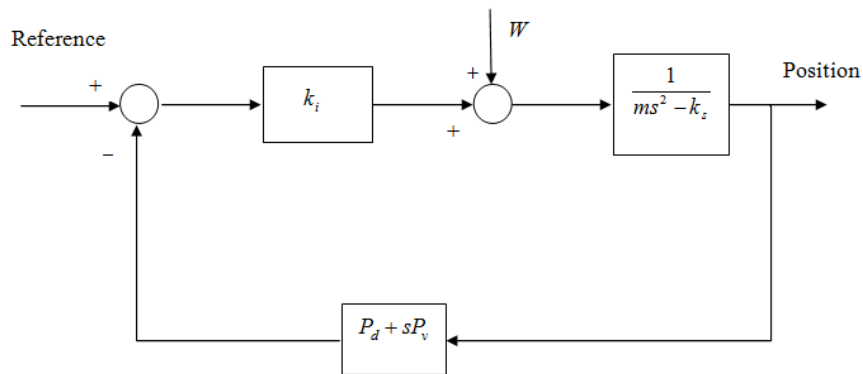 Reference
W
Position
+
+
+
−
k_i
1
ms² − k_s
P_d + sP_v